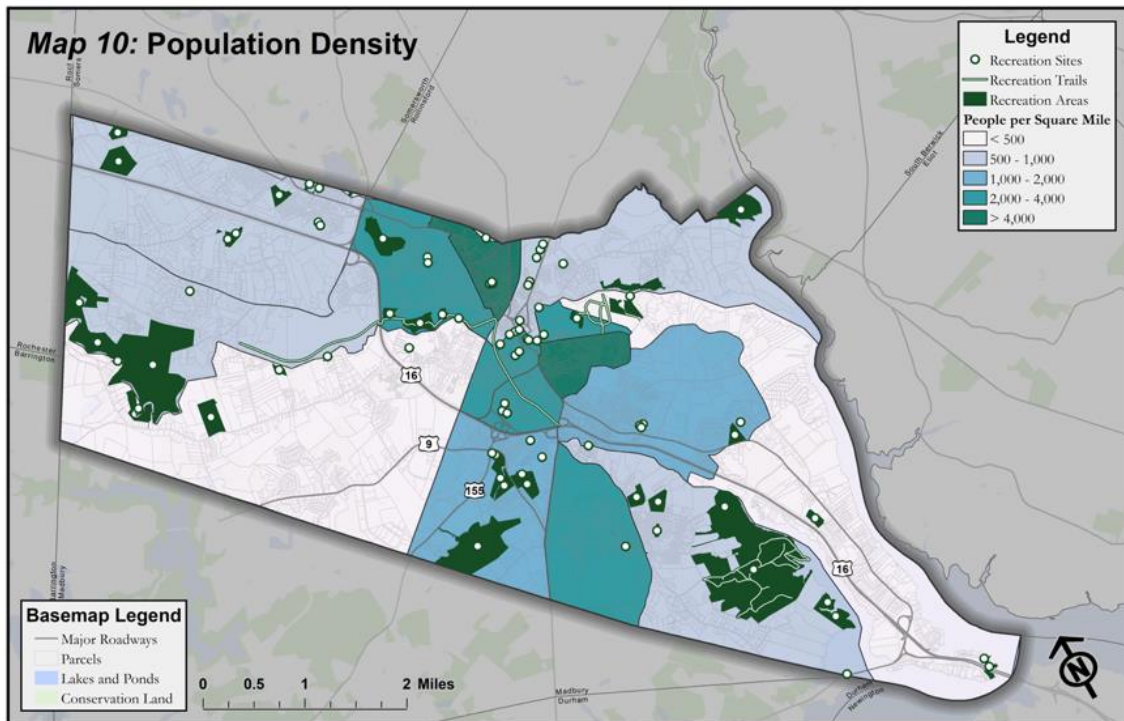 Map 10: Population Density
Legend
Recreation Sites
Recreation Trails
Recreation Areas
People per Square Mile
< 500
500 - 1,000
1,000 - 2,000
2,000 - 4,000
> 4,000
Somersworth
Rollinsford
South Berwick
Eliot
Rochester
Barrington
16
9
155
16
Barrington
Madbury
Madbury
Durham
Durham
Newington
Basemap Legend
Major Roadways
Parcels
Lakes and Ponds
Conservation Land
0 0.5 1 2 Miles
N